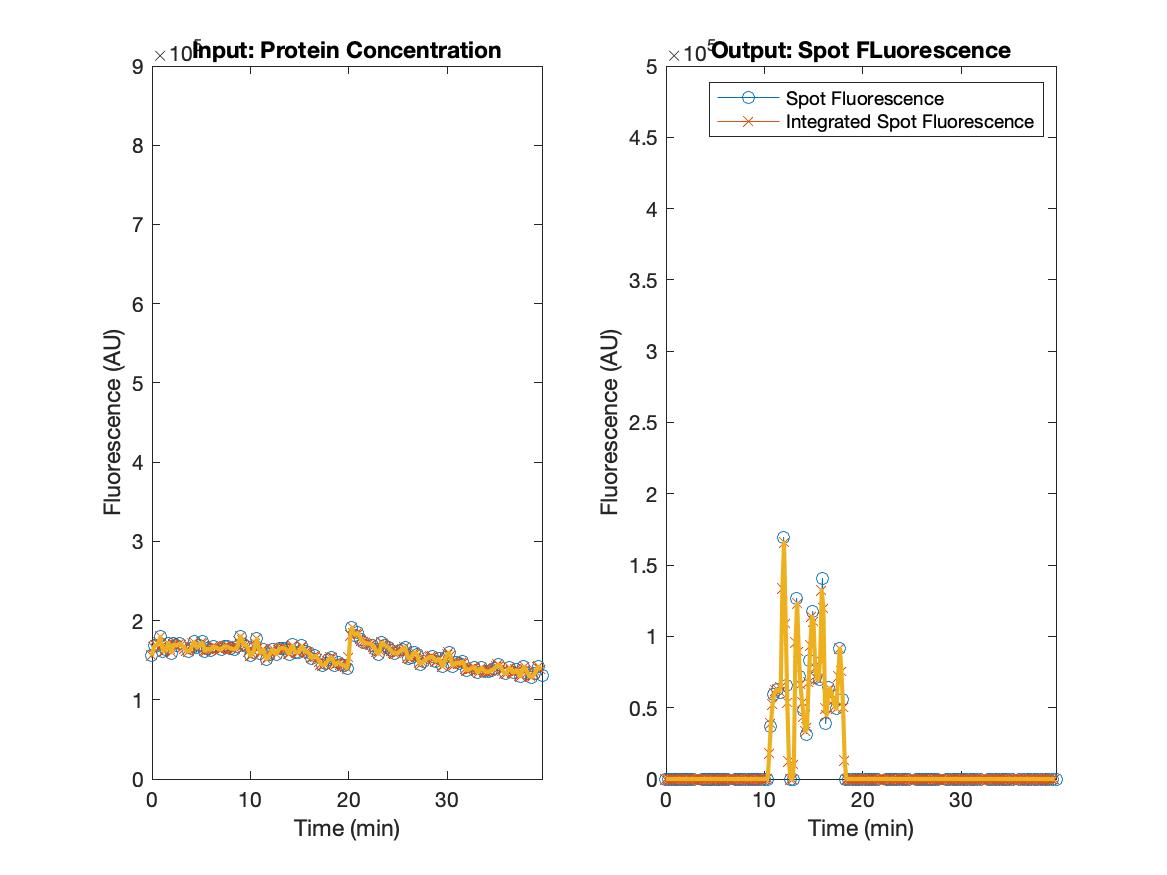 ×10⁵
Input: Protein Concentration
9
8
7
6
5
4
3
2
1
0
Fluorescence (AU)
0 10 20 30
Time (min)
×10⁵
Output: Spot FLuorescence
Spot Fluorescence
Integrated Spot Fluorescence
5
4.5
4
3.5
3
2.5
2
1.5
1
0.5
0
Fluorescence (AU)
0 10 20 30
Time (min)